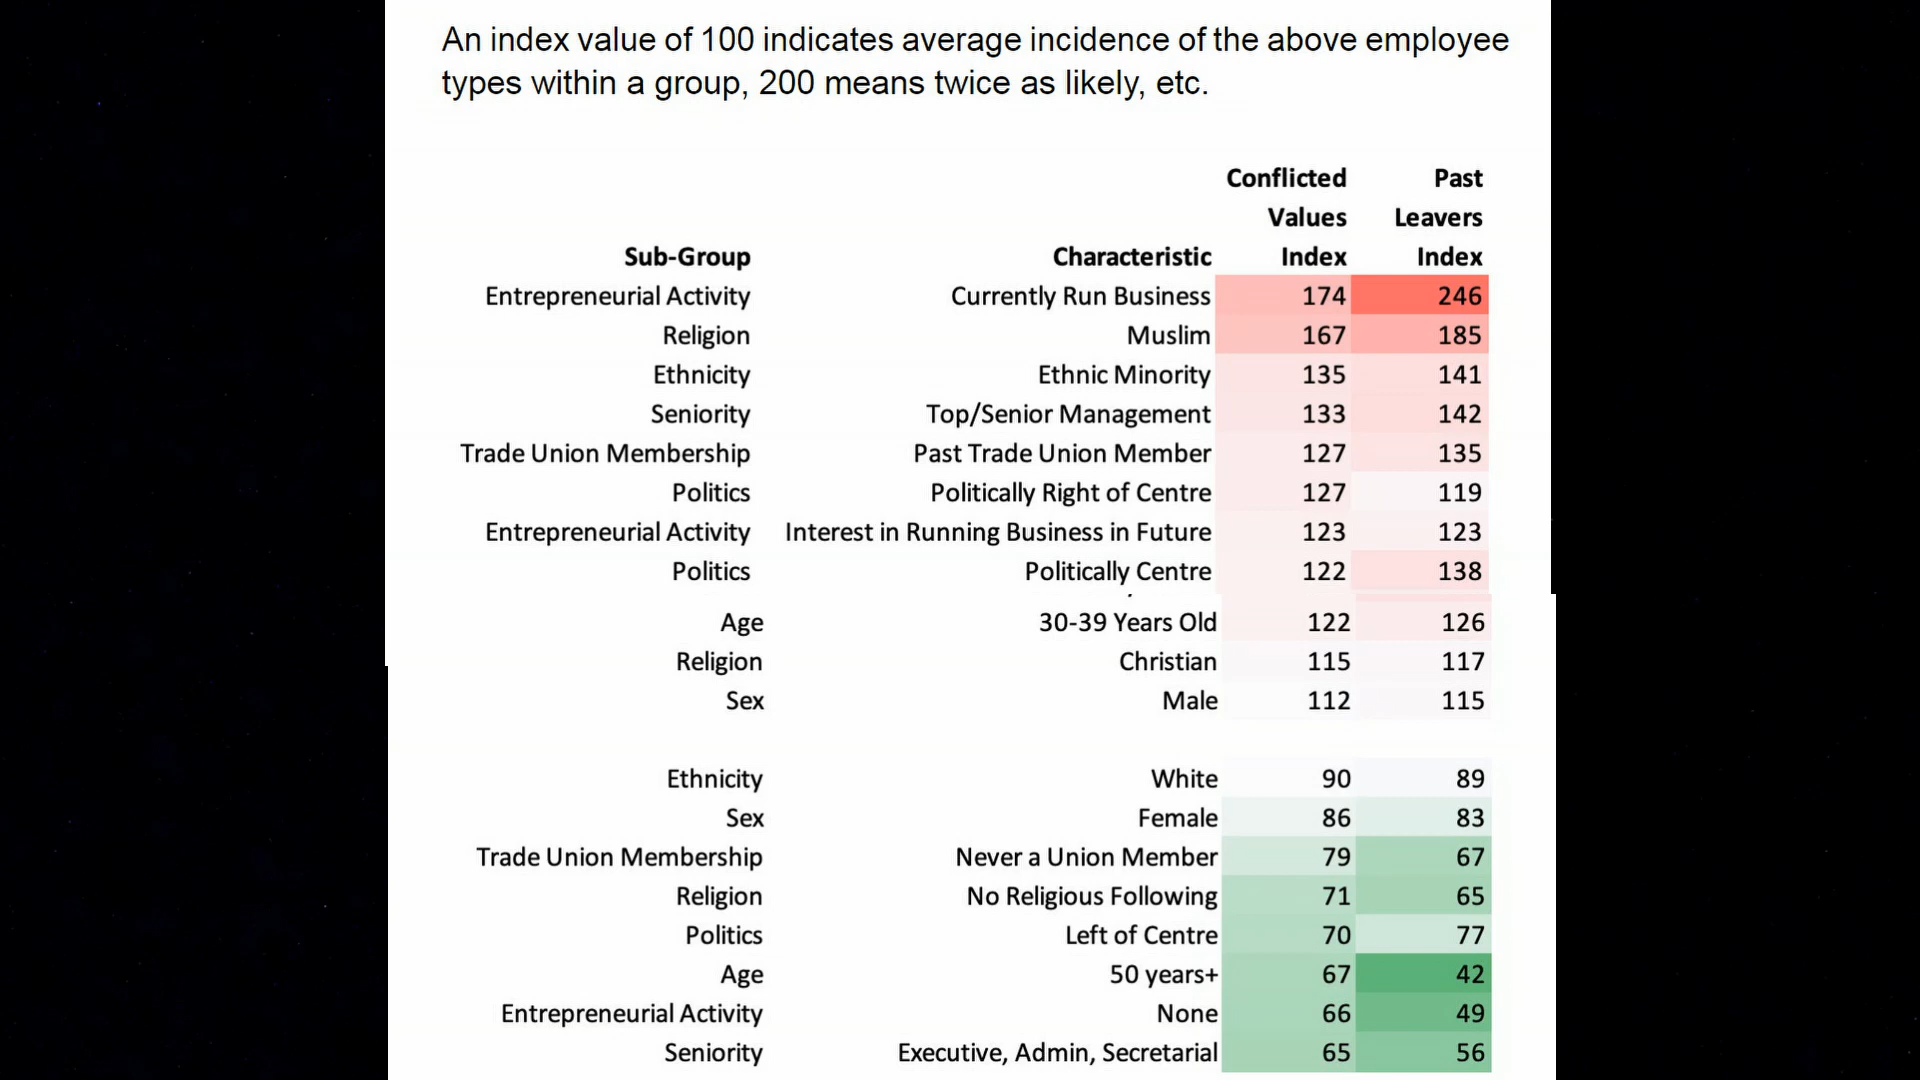 An index value of 100 indicates average incidence of the above employee
types within a group, 200 means twice as likely, etc.
Sub-Group Characteristic Conflicted Values Index Past Leavers Index
Entrepreneurial Activity Currently Run Business 174 246
Religion Muslim 167 185
Ethnicity Ethnic Minority 135 141
Seniority Top/Senior Management 133 142
Trade Union Membership Past Trade Union Member 127 135
Politics Politically Right of Centre 127 119
Entrepreneurial Activity Interest in Running Business in Future 123 123
Politics Politically Centre 122 138
Age 30-39 Years Old 122 126
Religion Christian 115 117
Sex Male 112 115
Ethnicity White 90 89
Sex Female 86 83
Trade Union Membership Never a Union Member 79 67
Religion No Religious Following 71 65
Politics Left of Centre 70 77
Age 50 years+ 67 42
Entrepreneurial Activity None 66 49
Seniority Executive, Admin, Secretarial 65 56